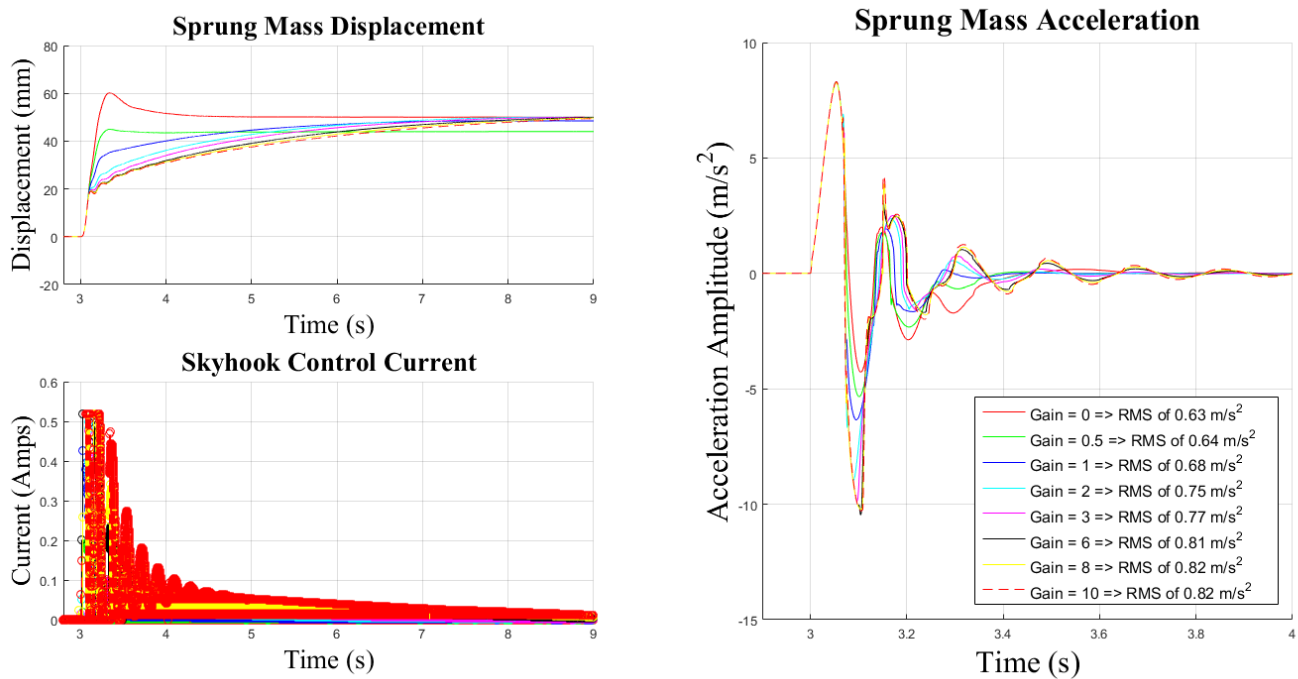 Sprung Mass Displacement
Displacement (mm)
80
60
40
20
0
-20
3
4
5
6
7
8
9
Time (s)
Skyhook Control Current
Current (Amps)
0.6
0.5
0.4
0.3
0.2
0.1
0
3
4
5
6
7
8
9
Time (s)
Sprung Mass Acceleration
Acceleration Amplitude (m/s²)
10
5
0
-5
-10
-15
3
3.2
3.4
3.6
3.8
4
Time (s)
Gain = 0 => RMS of 0.63 m/s²
Gain = 0.5 => RMS of 0.64 m/s²
Gain = 1 => RMS of 0.68 m/s²
Gain = 2 => RMS of 0.75 m/s²
Gain = 3 => RMS of 0.77 m/s²
Gain = 6 => RMS of 0.81 m/s²
Gain = 8 => RMS of 0.82 m/s²
Gain = 10 => RMS of 0.82 m/s²